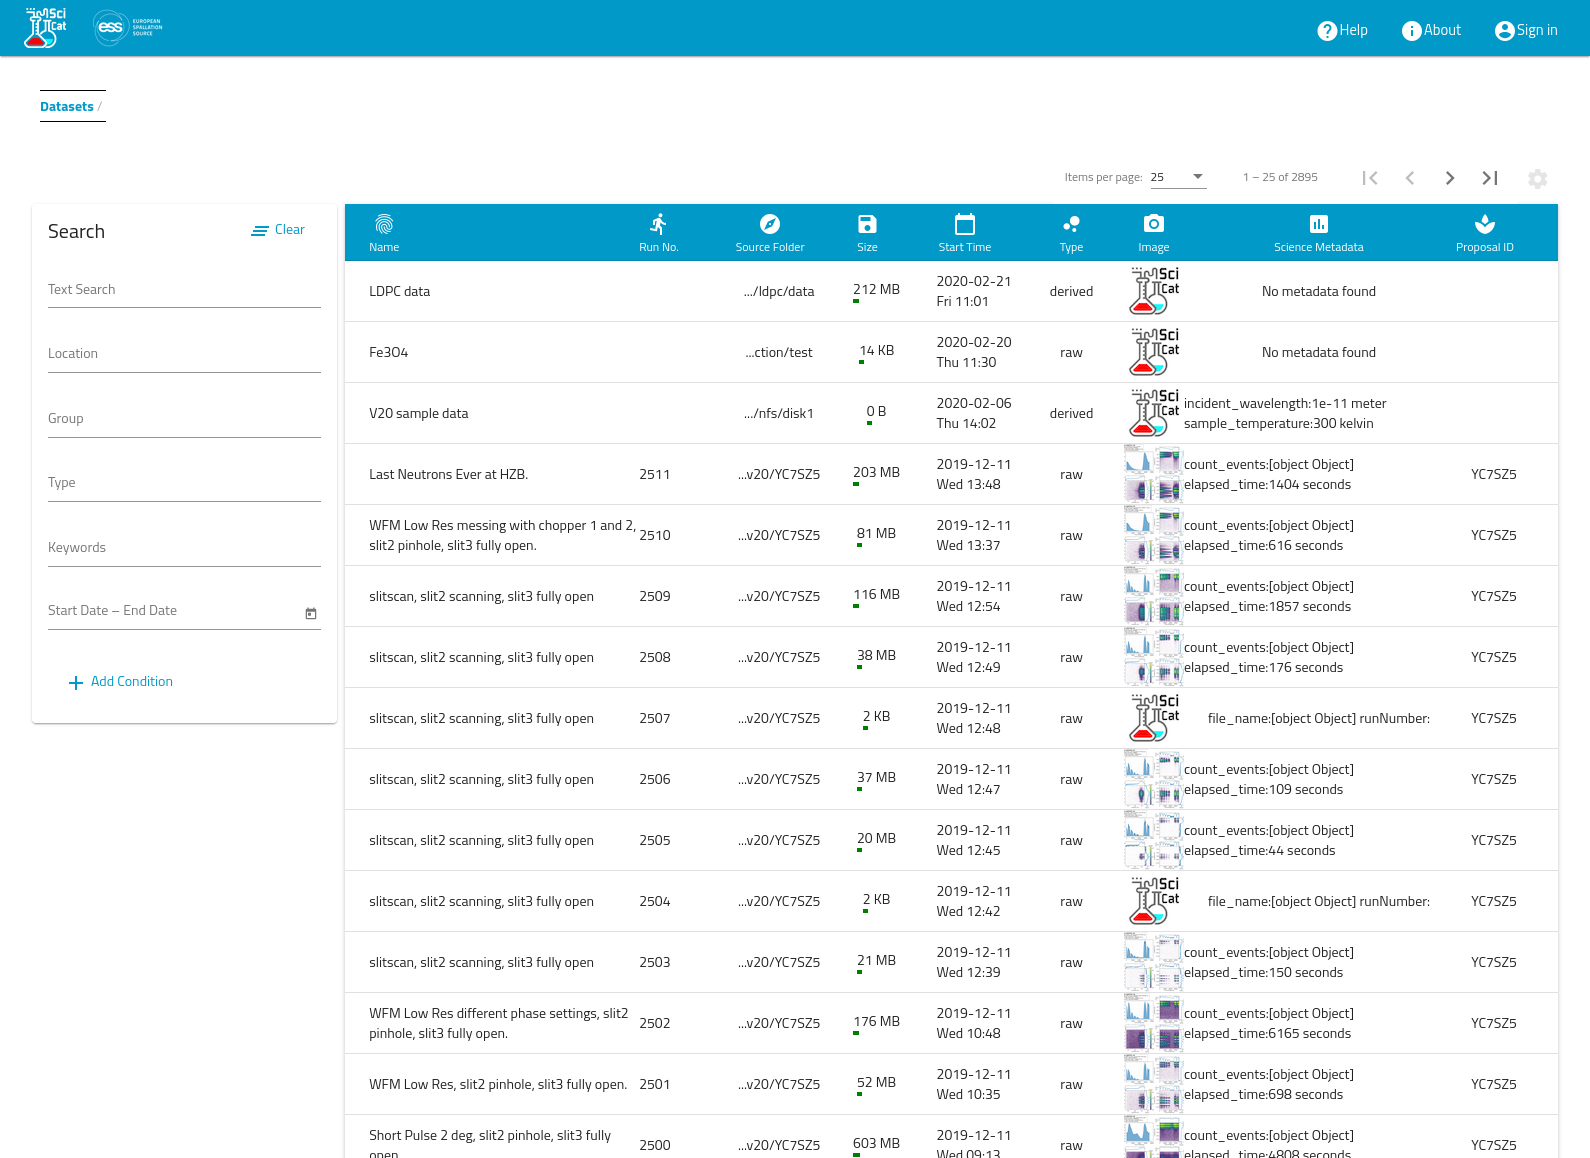 Sci Cat
ess EUROPEAN SPALLATION SOURCE
Help
About
Sign in
Datasets /
Items per page: 25
1 – 25 of 2895
Search
Clear
Text Search
Location
Group
Type
Keywords
Start Date – End Date
Add Condition
Name Run No. Source Folder Size Start Time Type Image Science Metadata Proposal ID
LDPC data .../ldpc/data 212 MB 2020-02-21 Fri 11:01 derived Sci Cat No metadata found
Fe3O4 ...ction/test 14 KB 2020-02-20 Thu 11:30 raw Sci Cat No metadata found
V20 sample data .../nfs/disk1 0 B 2020-02-06 Thu 14:02 derived Sci Cat incident_wavelength:1e-11 meter sample_temperature:300 kelvin
Last Neutrons Ever at HZB. 2511 ...v20/YC7SZ5 203 MB 2019-12-11 Wed 13:48 raw count_events:[object Object] elapsed_time:1404 seconds YC7SZ5
WFM Low Res messing with chopper 1 and 2, slit2 pinhole, slit3 fully open. 2510 ...v20/YC7SZ5 81 MB 2019-12-11 Wed 13:37 raw count_events:[object Object] elapsed_time:616 seconds YC7SZ5
slitscan, slit2 scanning, slit3 fully open 2509 ...v20/YC7SZ5 116 MB 2019-12-11 Wed 12:54 raw count_events:[object Object] elapsed_time:1857 seconds YC7SZ5
slitscan, slit2 scanning, slit3 fully open 2508 ...v20/YC7SZ5 38 MB 2019-12-11 Wed 12:49 raw count_events:[object Object] elapsed_time:176 seconds YC7SZ5
slitscan, slit2 scanning, slit3 fully open 2507 ...v20/YC7SZ5 2 KB 2019-12-11 Wed 12:48 raw Sci Cat file_name:[object Object] runNumber: YC7SZ5
slitscan, slit2 scanning, slit3 fully open 2506 ...v20/YC7SZ5 37 MB 2019-12-11 Wed 12:47 raw count_events:[object Object] elapsed_time:109 seconds YC7SZ5
slitscan, slit2 scanning, slit3 fully open 2505 ...v20/YC7SZ5 20 MB 2019-12-11 Wed 12:45 raw count_events:[object Object] elapsed_time:44 seconds YC7SZ5
slitscan, slit2 scanning, slit3 fully open 2504 ...v20/YC7SZ5 2 KB 2019-12-11 Wed 12:42 raw Sci Cat file_name:[object Object] runNumber: YC7SZ5
slitscan, slit2 scanning, slit3 fully open 2503 ...v20/YC7SZ5 21 MB 2019-12-11 Wed 12:39 raw count_events:[object Object] elapsed_time:150 seconds YC7SZ5
WFM Low Res different phase settings, slit2 pinhole, slit3 fully open. 2502 ...v20/YC7SZ5 176 MB 2019-12-11 Wed 10:48 raw count_events:[object Object] elapsed_time:6165 seconds YC7SZ5
WFM Low Res, slit2 pinhole, slit3 fully open. 2501 ...v20/YC7SZ5 52 MB 2019-12-11 Wed 10:35 raw count_events:[object Object] elapsed_time:698 seconds YC7SZ5
Short Pulse 2 deg, slit2 pinhole, slit3 fully open 2500 ...v20/YC7SZ5 603 MB 2019-12-11 Wed 09:13 raw count_events:[object Object] elapsed_time:4808 seconds YC7SZ5